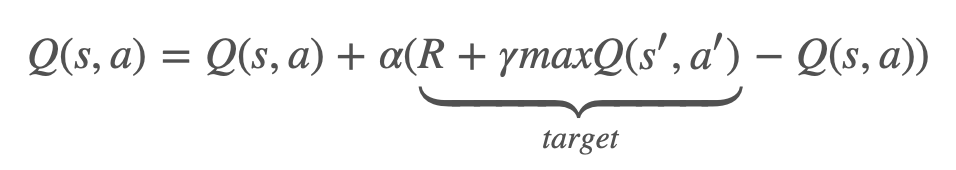 Q(s, a) = Q(s, a) + α(R + γmaxQ(s′, a′) − Q(s, a))
target